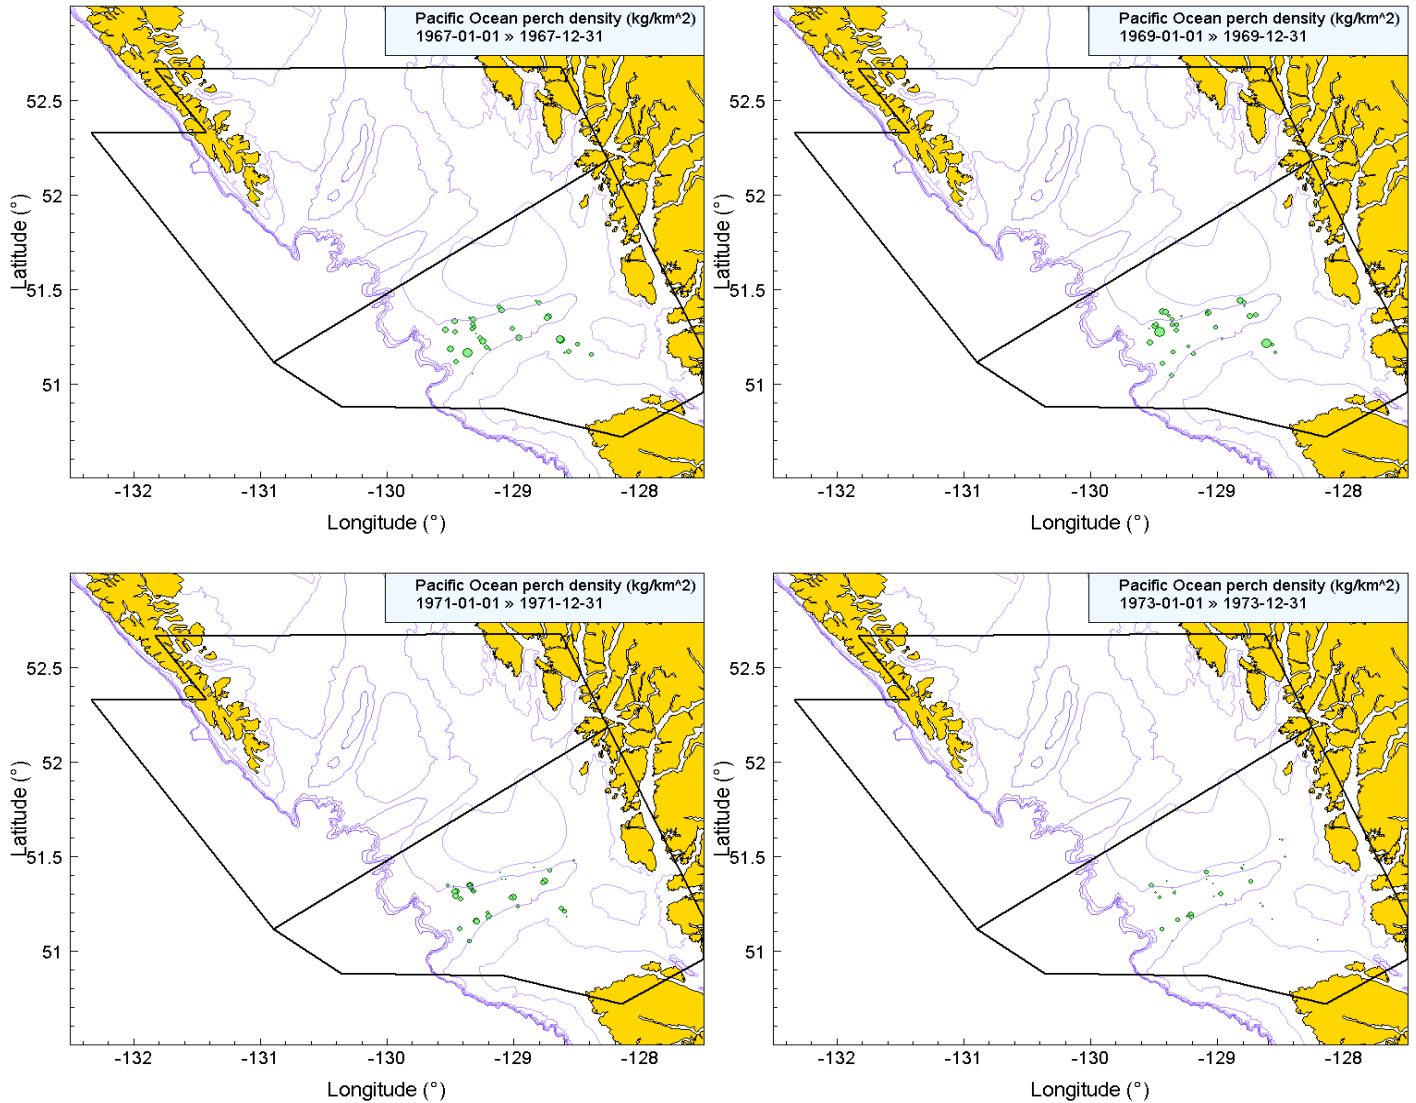 Pacific Ocean perch density (kg/km^2)
1967-01-01 » 1967-12-31
52.5
52
51.5
51
Latitude (°)
-132
-131
-130
-129
-128
Longitude (°)
Pacific Ocean perch density (kg/km^2)
1969-01-01 » 1969-12-31
52.5
52
51.5
51
Latitude (°)
-132
-131
-130
-129
-128
Longitude (°)
Pacific Ocean perch density (kg/km^2)
1971-01-01 » 1971-12-31
52.5
52
51.5
51
Latitude (°)
-132
-131
-130
-129
-128
Longitude (°)
Pacific Ocean perch density (kg/km^2)
1973-01-01 » 1973-12-31
52.5
52
51.5
51
Latitude (°)
-132
-131
-130
-129
-128
Longitude (°)